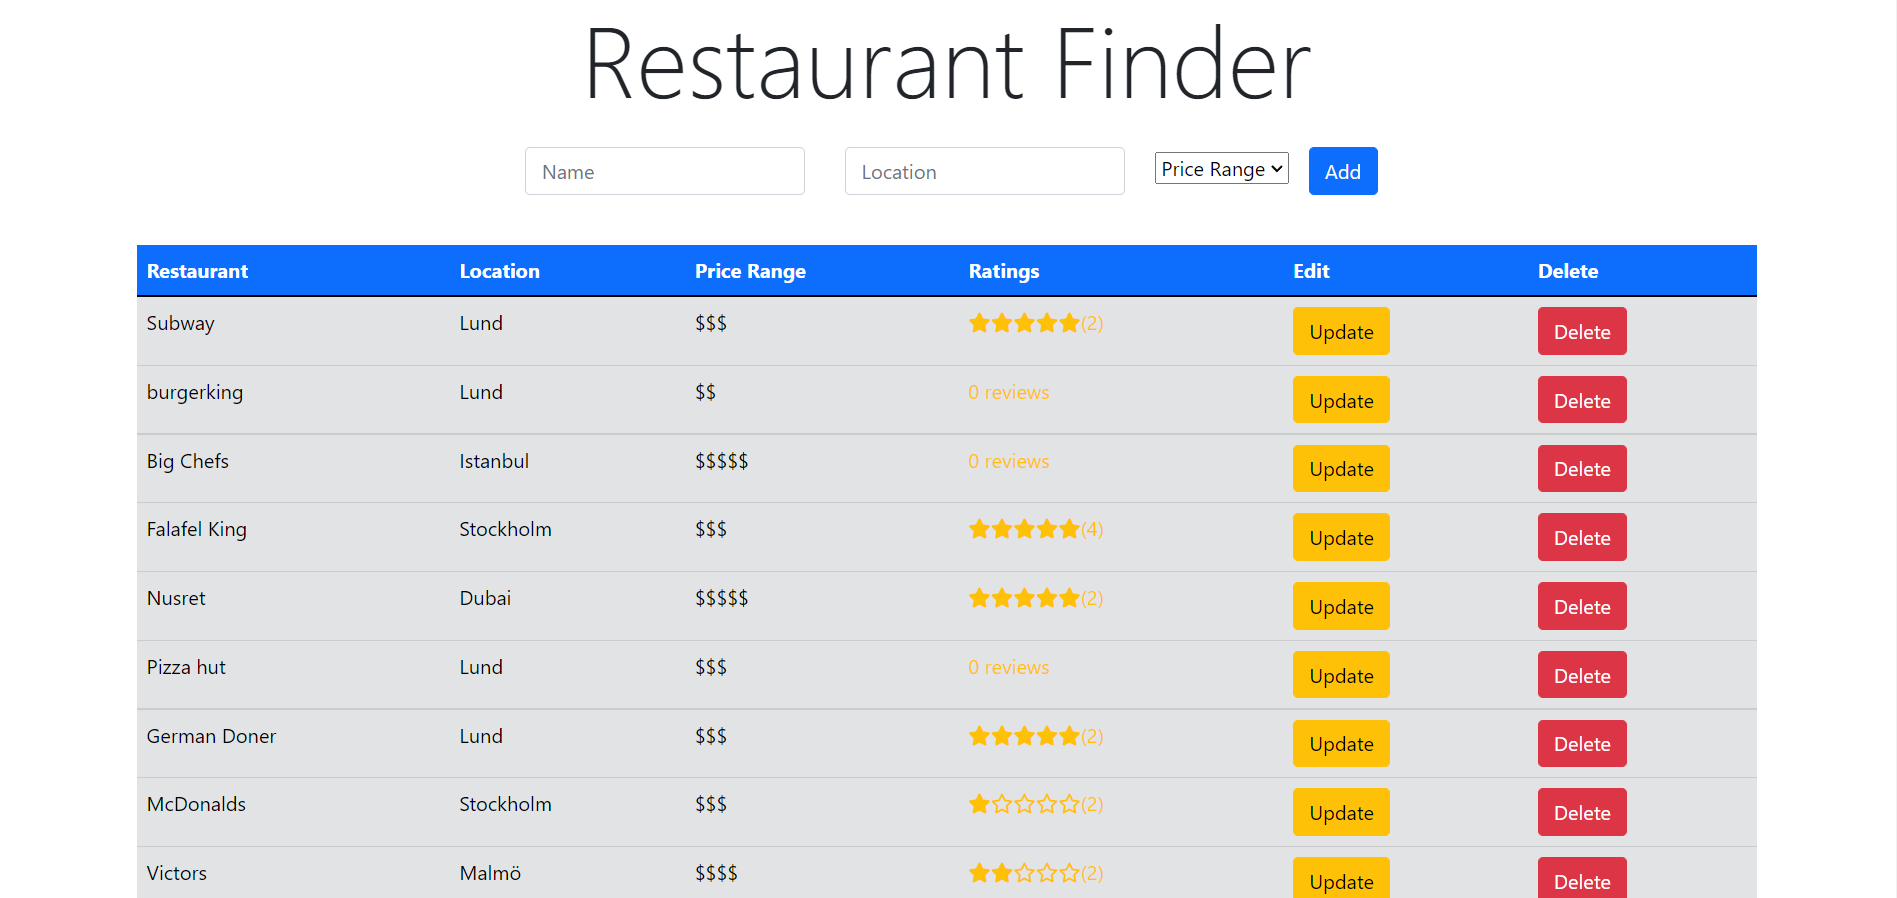 Restaurant Finder
Name Location Price Range Add
Restaurant Location Price Range Ratings Edit Delete
Subway Lund $$$ (2) Update Delete
burgerking Lund $$ 0 reviews Update Delete
Big Chefs Istanbul $$$$$ 0 reviews Update Delete
Falafel King Stockholm $$$ (4) Update Delete
Nusret Dubai $$$$$ (2) Update Delete
Pizza hut Lund $$$ 0 reviews Update Delete
German Doner Lund $$$ (2) Update Delete
McDonalds Stockholm $$$ (2) Update Delete
Victors Malmö $$$$ (2) Update Delete